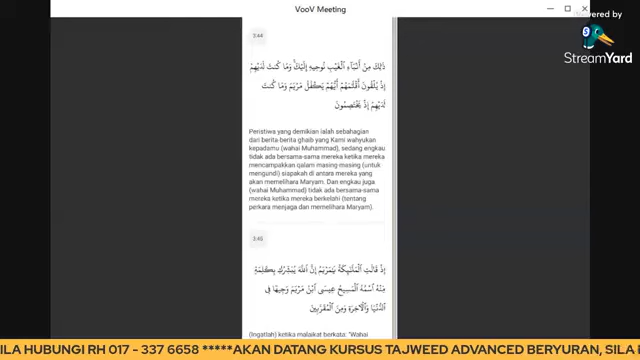 VooV Meeting
Powered by
StreamYard
3:44
ذَٰلِكَ مِنْ أَنۢبَآءِ ٱلْغَيْبِ نُوحِيهِ إِلَيْكَ ۚ وَمَا كُنتَ لَدَيْهِمْ
إِذْ يُلْقُونَ أَقْلَـٰمَهُمْ أَيُّهُمْ يَكْفُلُ مَرْيَمَ وَمَا كُنتَ
لَدَيْهِمْ إِذْ يَخْتَصِمُونَ
Peristiwa yang demikian ialah sebahagian
dari berita-berita ghaib yang Kami wahyukan
kepadamu (wahai Muhammad), sedang engkau
tidak ada bersama-sama mereka ketika mereka
mencampakkan qalam masing-masing (untuk
mengundi) siapakah di antara mereka yang
akan memelihara Maryam. Dan engkau juga
(wahai Muhammad) tidak ada bersama-sama
mereka ketika mereka berkelahi (tentang
perkara menjaga dan memelihara Maryam).
3:45
إِذْ قَالَتِ ٱلْمَلَـٰٓئِكَةُ يَـٰمَرْيَمُ إِنَّ ٱللَّهَ يُبَشِّرُكِ بِكَلِمَةٍ
مِّنْهُ ٱسْمُهُ ٱلْمَسِيحُ عِيسَى ٱبْنُ مَرْيَمَ وَجِيهًا فِى
ٱلدُّنْيَا وَٱلْـَٔاخِرَةِ وَمِنَ ٱلْمُقَرَّبِينَ
(Ingatlah) ketika malaikat berkata: "Wahai
SILA HUBUNGI RH 017 - 337 6658 *****AKAN DATANG KURSUS TAJWEED ADVANCED BERYURAN, SILA